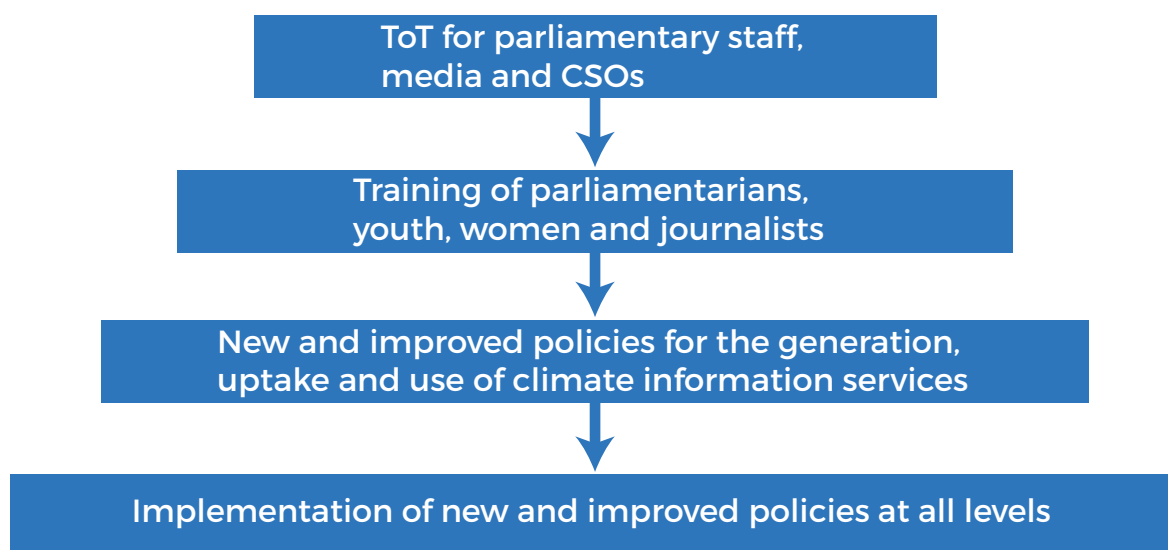 ToT for parliamentary staff,
media and CSOs
Training of parliamentarians,
youth, women and journalists
New and improved policies for the generation,
uptake and use of climate information services
Implementation of new and improved policies at all levels